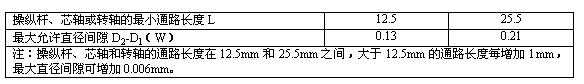 操纵杆、芯轴或转轴的最小通路长度 L 12.5 25.5
最大允许直径间隙 D2-D1（W） 0.13 0.21
注：操纵杆、芯轴和转轴的通路长度在 12.5mm 和 25.5mm 之间，大于 12.5mm 的通路长度每增加 1mm，
最大直径间隙可增加 0.006mm。